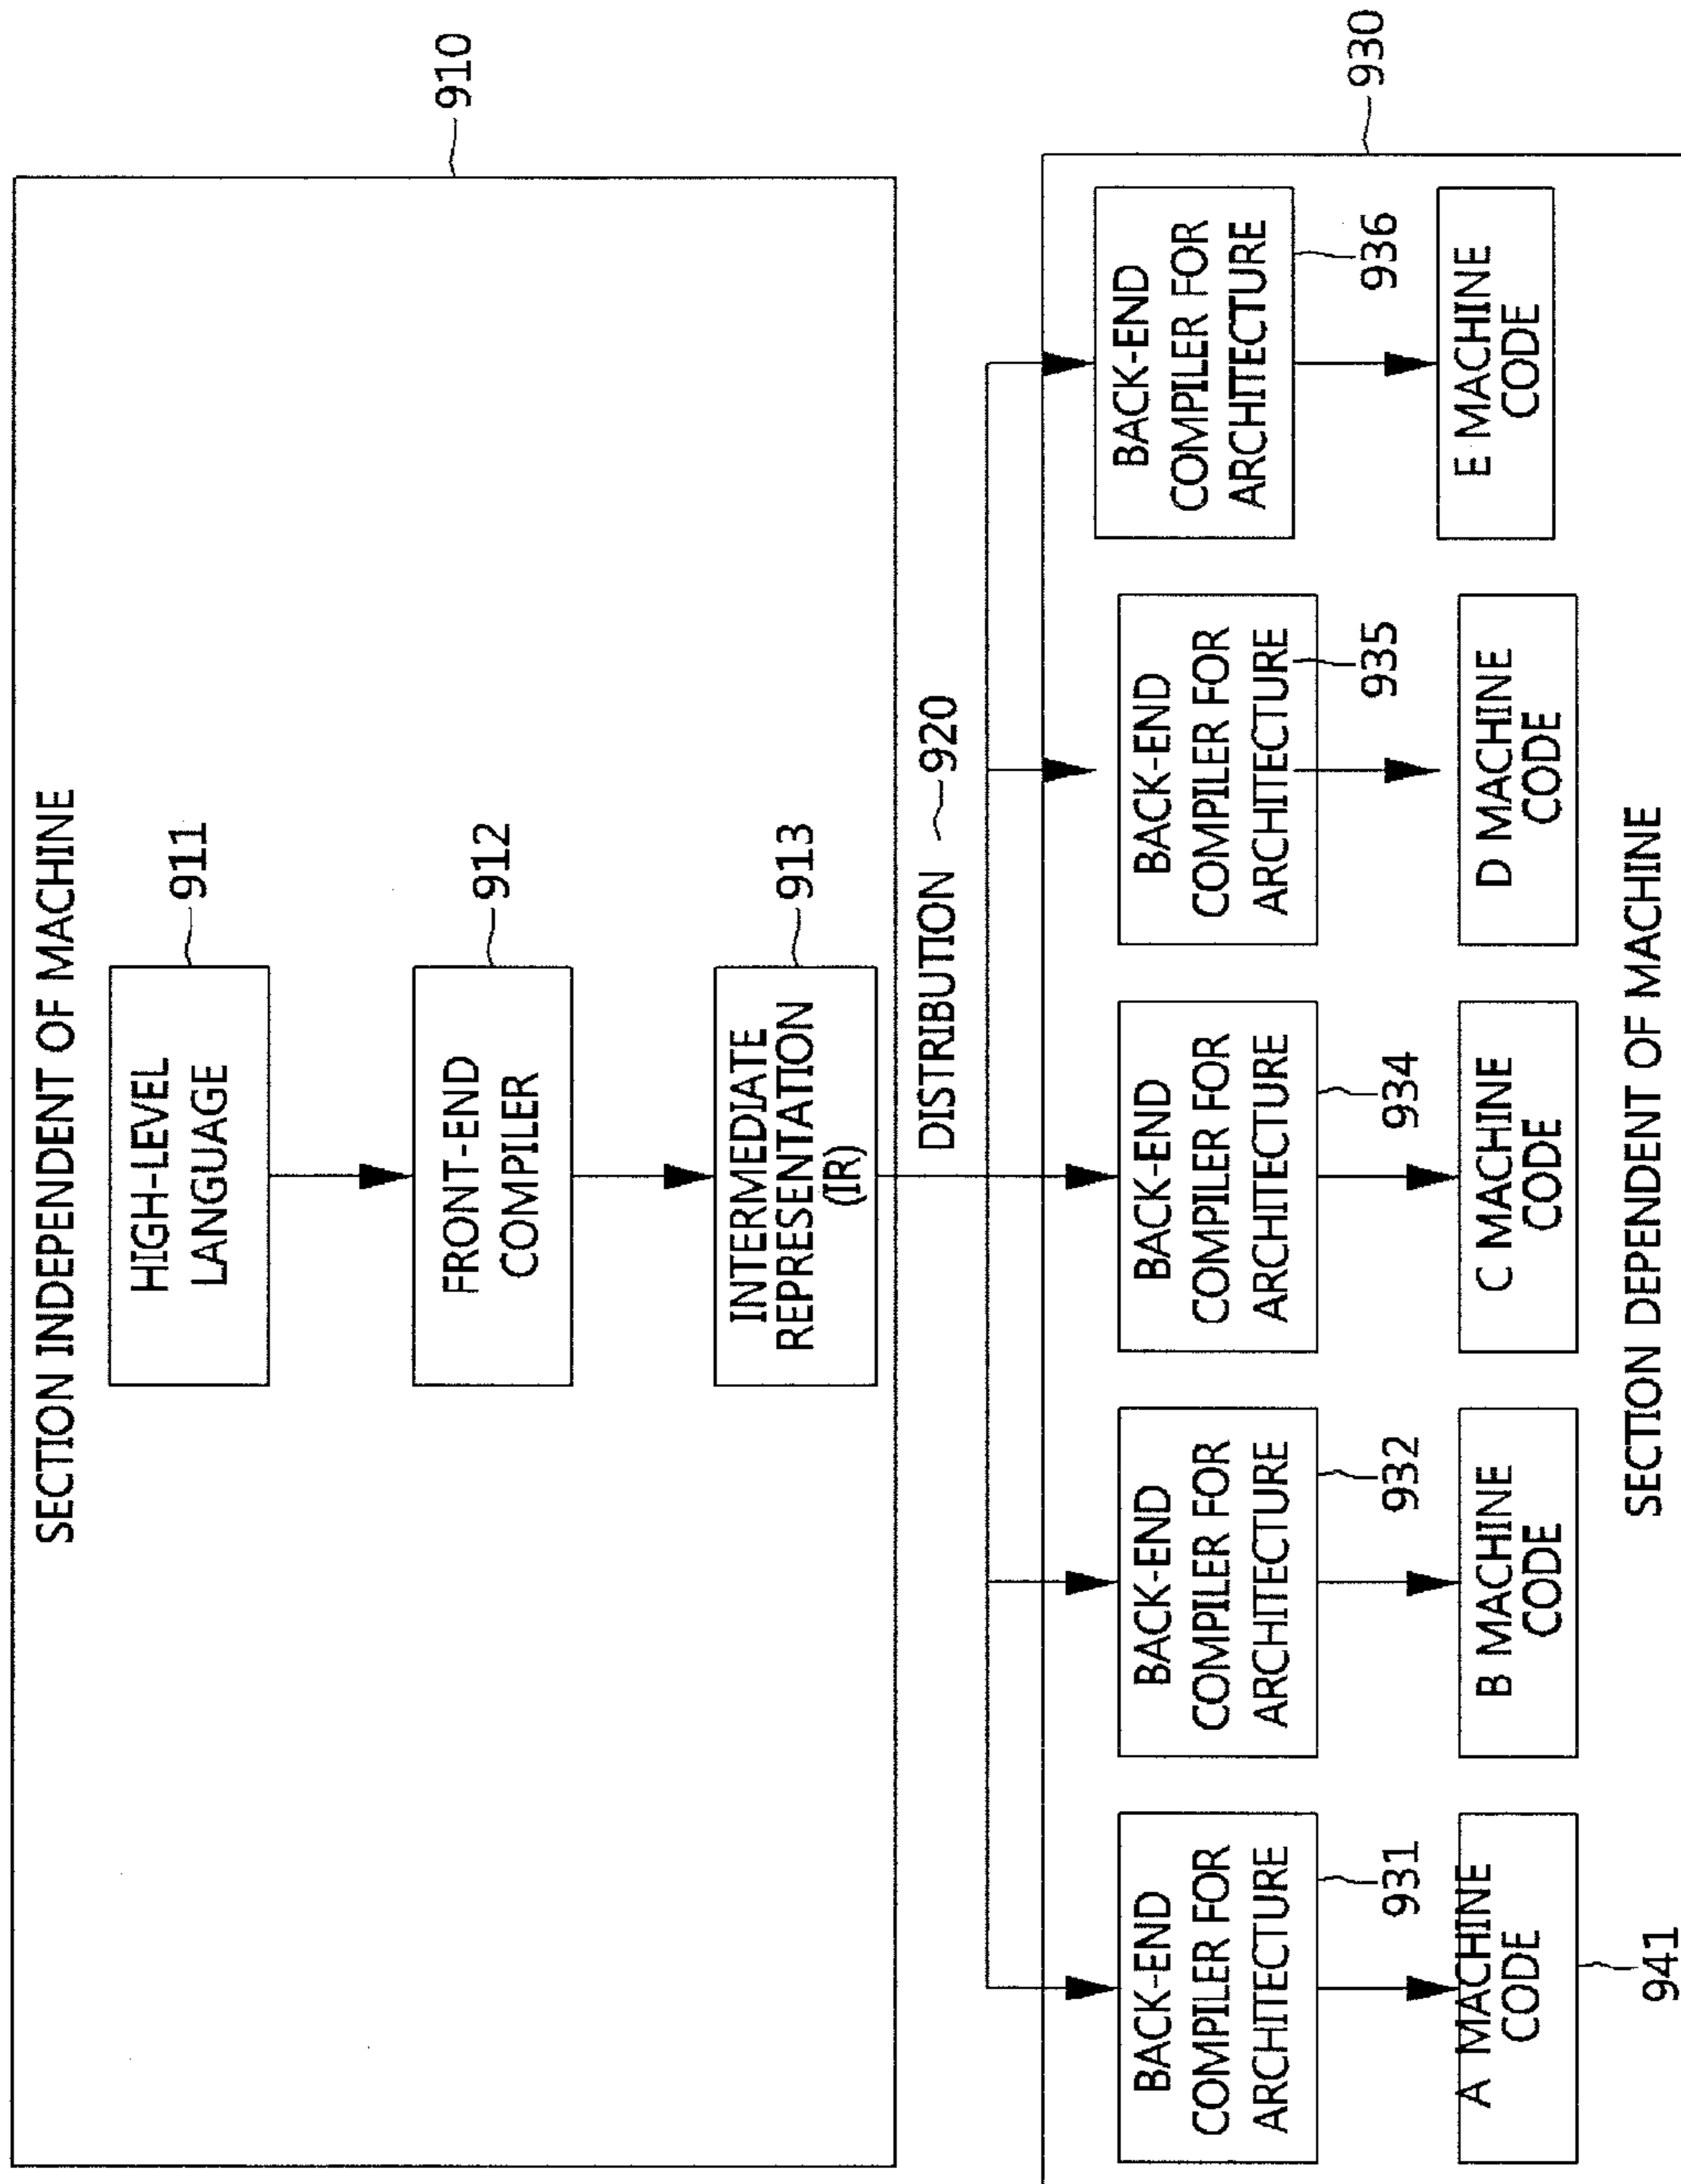 SECTION INDEPENDENT OF MACHINE
910
HIGH-LEVEL
LANGUAGE
911
FRONT-END
COMPILER
912
INTERMEDIATE
REPRESENTATION
(IR)
913
DISTRIBUTION
920
930
BACK-END
COMPILER FOR
ARCHITECTURE
931
BACK-END
COMPILER FOR
ARCHITECTURE
932
BACK-END
COMPILER FOR
ARCHITECTURE
934
BACK-END
COMPILER FOR
ARCHITECTURE
935
BACK-END
COMPILER FOR
ARCHITECTURE
936
A MACHINE
CODE
941
B MACHINE
CODE
C MACHINE
CODE
D MACHINE
CODE
E MACHINE
CODE
SECTION DEPENDENT OF MACHINE